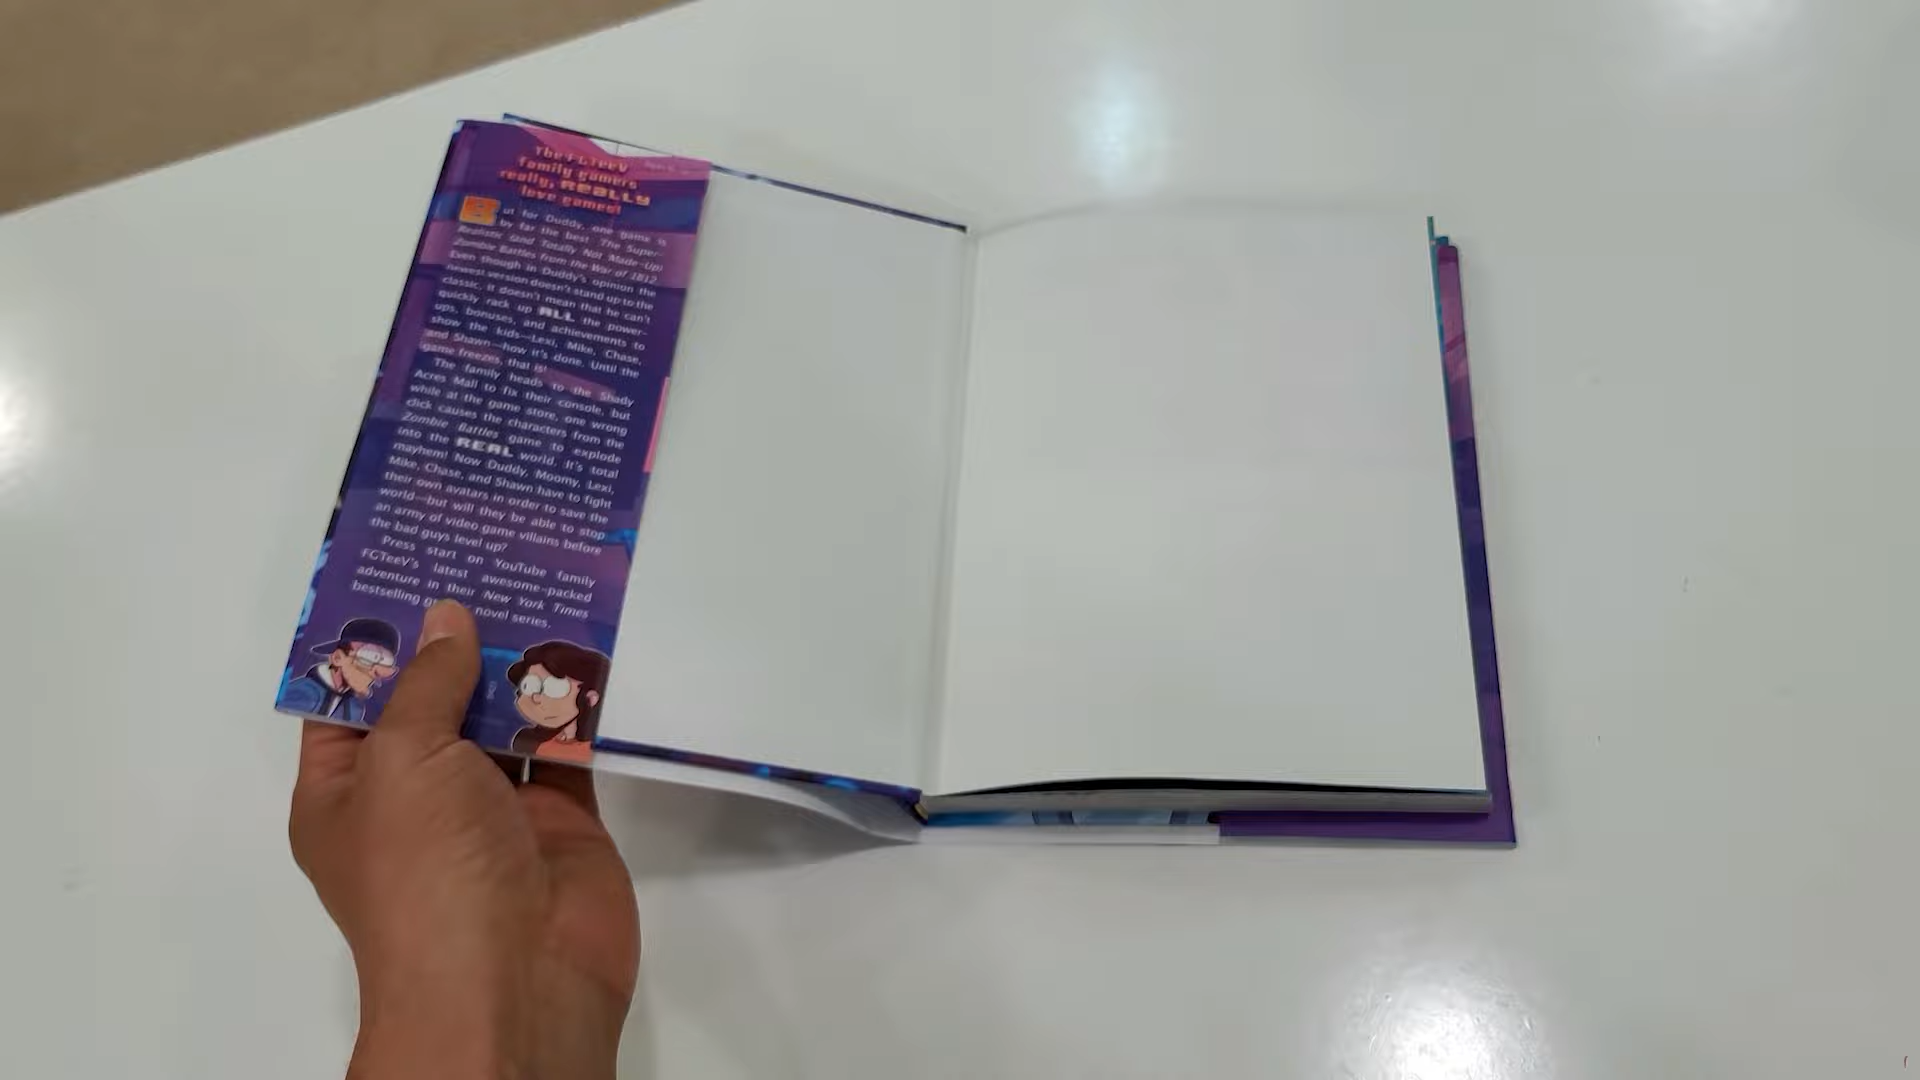 The FGTeeV
family gamers
really, REALLY
love games!
But for Duddy, one game is
by far the best: The Super-
Realistic (and Totally Not Made-Up)
Zombie Battles from the War of 1812.
Even though in Duddy's opinion the
newest version doesn't stand up to the
classic, it doesn't mean that he can't
quickly rack up ALL the power-
ups, bonuses, and achievements to
show the kids—Lexi, Mike, Chase,
and Shawn—how it's done. Until the
game freezes, that is!
The family heads to the Shady
Acres Mall to fix their console, but
while at the game store, one wrong
click causes the characters from the
Zombie Battles game to explode
into the REAL world. It's total
mayhem! Now Duddy, Moomy, Lexi,
Mike, Chase, and Shawn have to fight
their own avatars in order to save the
world—but will they be able to stop
an army of video game villains before
the bad guys level up?
Press start on YouTube family
FGTeeV's latest awesome-packed
adventure in their New York Times
bestselling novel series.